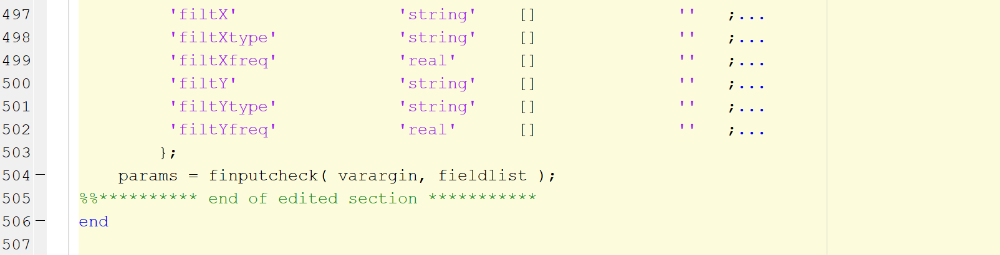 497 'filtX' 'string' [] '' ;...
498 'filtXtype' 'string' [] '' ;...
499 'filtXfreq' 'real' [] '' ;...
500 'filtY' 'string' [] '' ;...
501 'filtYtype' 'string' [] '' ;...
502 'filtYfreq' 'real' [] '' ;...
503 };
504 – params = finputcheck( varargin, fieldlist );
505 %%********** end of edited section ***********
506 – end
507